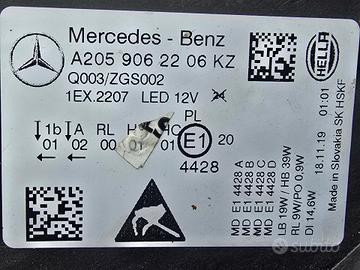 Mercedes - Benz
A205 906 22 06 KZ
Q003/ZGS002
1EX.2207 LED 12V
PL
1b A RL
01 02 00
E1 20
4428
MD E1 4428 A
MD E1 4428 B
MD E1 4428 C
MD E1 4428 D
LB 19W / HB 39W
RL 9W/PO 0,9W
DI 14,6W
HELLA
18.11.19 01:01
Made in Slovakia SK HSKF
subito